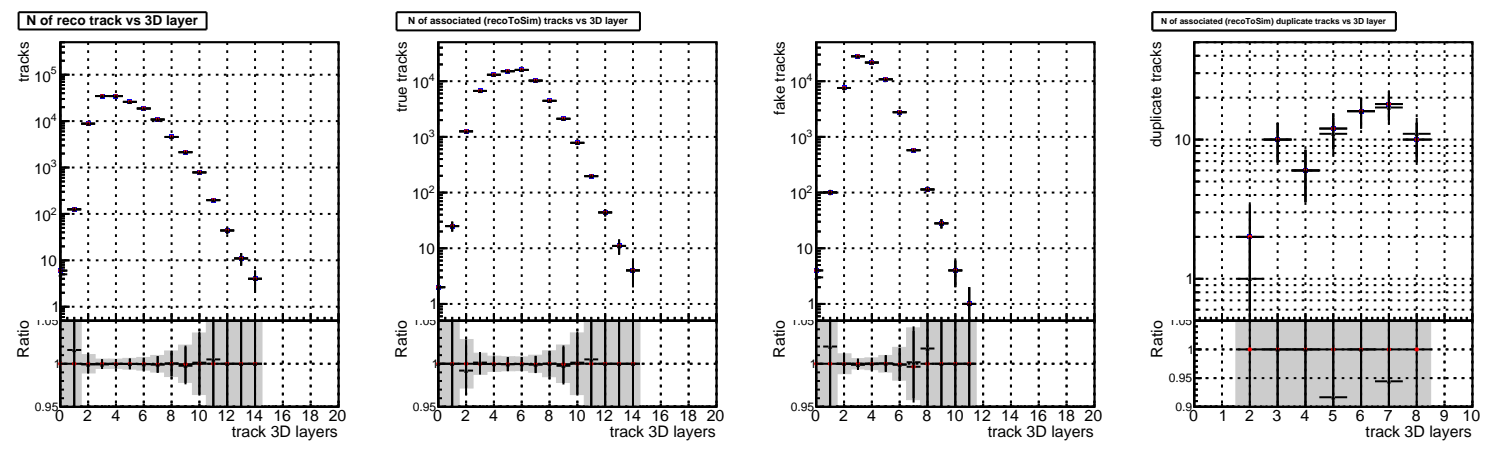 N of reco track vs 3D layer
tracks
10^5
10^4
10^3
10^2
10
1
Ratio
1.05
1
0.95
0 2 4 6 8 10 12 14 16 18 20
track 3D layers
N of associated (recoToSim) tracks vs 3D layer
true tracks
10^4
10^3
10^2
10
1
Ratio
1.05
1
0.95
0 2 4 6 8 10 12 14 16 18 20
track 3D layers
fake tracks
10^4
10^3
10^2
10
1
Ratio
1.05
1
0.95
0 2 4 6 8 10 12 14 16 18 20
track 3D layers
N of associated (recoToSim) duplicate tracks vs 3D layer
duplicate tracks
10
1
Ratio
1.05
1
0.95
0.9
0 1 2 3 4 5 6 7 8 9 10
track 3D layers